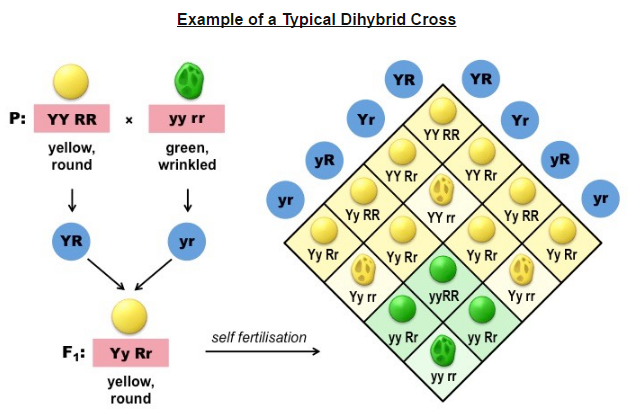 Example of a Typical Dihybrid Cross
P: YY RR × yy rr
yellow, round
green, wrinkled
YR yr
F1: Yy Rr
yellow, round
self fertilisation
YR YR
Yr Yr
yR yR
yr yr
YY RR
YY Rr YY Rr
Yy RR YY rr Yy RR
Yy Rr Yy Rr Yy Rr Yy Rr
Yy rr yyRR Yy rr
yy Rr yy Rr
yy rr